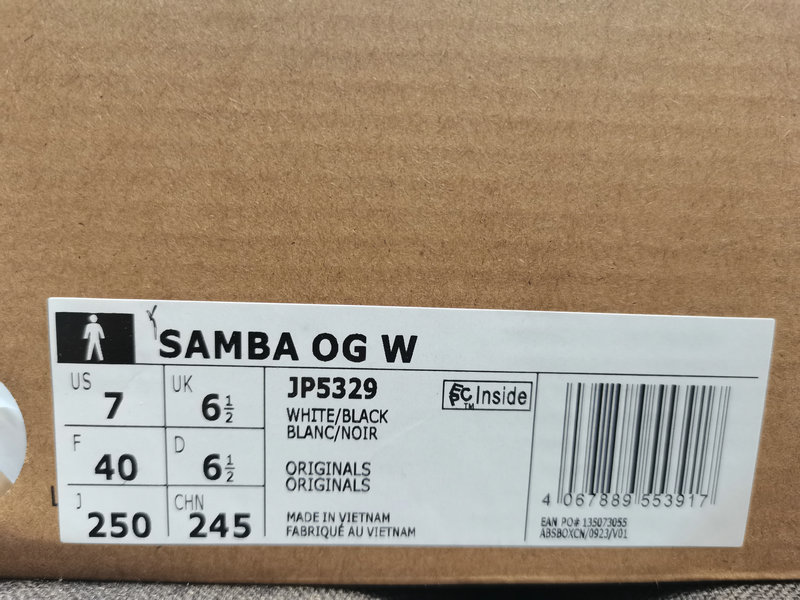 SAMBA OG W
US 7
UK 6½
F 40
D 6½
J 250
CHN 245
JP5329
WHITE/BLACK
BLANC/NOIR
ORIGINALS
ORIGINALS
MADE IN VIETNAM
FABRIQUÉ AU VIETNAM
Inside
TM
4 067889 553917
EAN PO# 135073055
ABSBOXCN/0923/V01